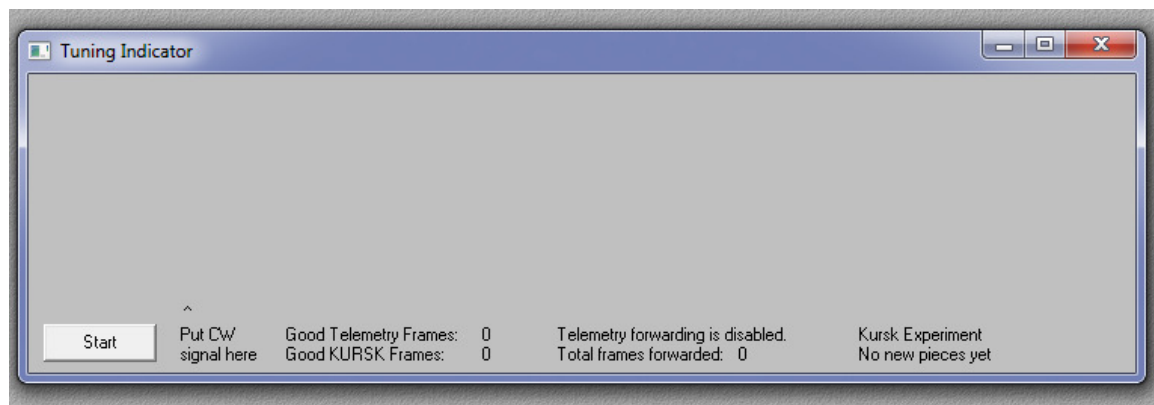 Tuning Indicator
^
Start
Put CW
signal here
Good Telemetry Frames: 0
Good KURSK Frames: 0
Telemetry forwarding is disabled.
Total frames forwarded: 0
Kursk Experiment
No new pieces yet